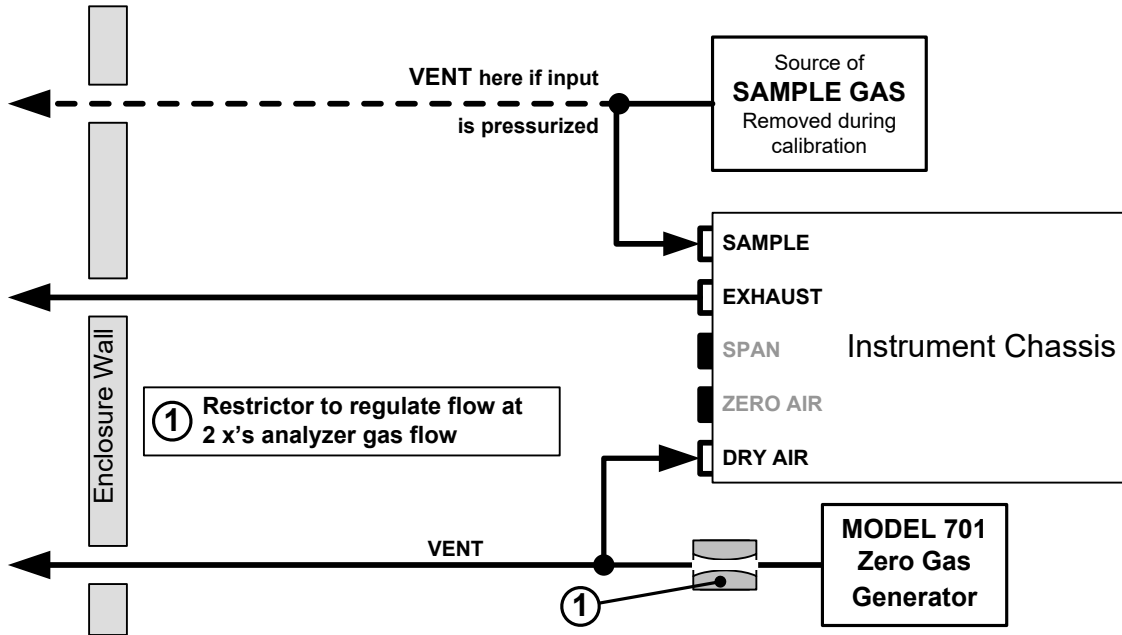 VENT here if input
is pressurized
Source of
SAMPLE GAS
Removed during
calibration
SAMPLE
EXHAUST
SPAN
ZERO AIR
DRY AIR
Instrument Chassis
Enclosure Wall
1 Restrictor to regulate flow at
2 x's analyzer gas flow
VENT
1
MODEL 701
Zero Gas
Generator